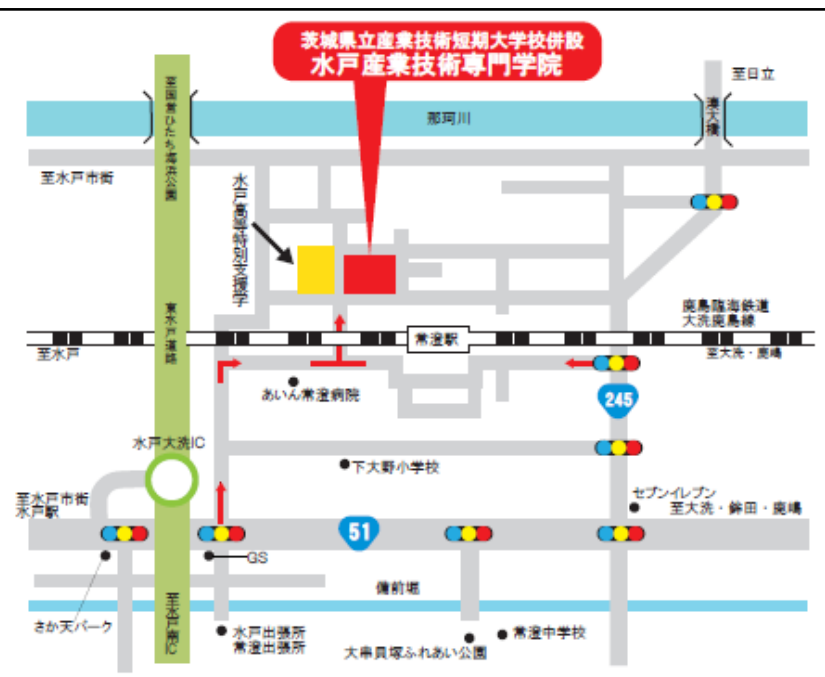 茨城県立産業技術短期大学校併設
水戸産業技術専門学院
至日立
至国営ひたち海浜公園
那珂川
湊大橋
至水戸市街
水戸高等特別支援学
鹿島臨海鉄道
大洗鹿島線
東水戸道路
常澄駅
至水戸
至大洗・鹿嶋
あいん常澄病院
245
水戸大洗IC
下大野小学校
セブンイレブン
至水戸市街
水戸駅
至大洗・鉾田・鹿嶋
51
GS
備前堀
至水戸南IC
さか天パーク
水戸出張所
常澄出張所
大串貝塚ふれあい公園
常澄中学校